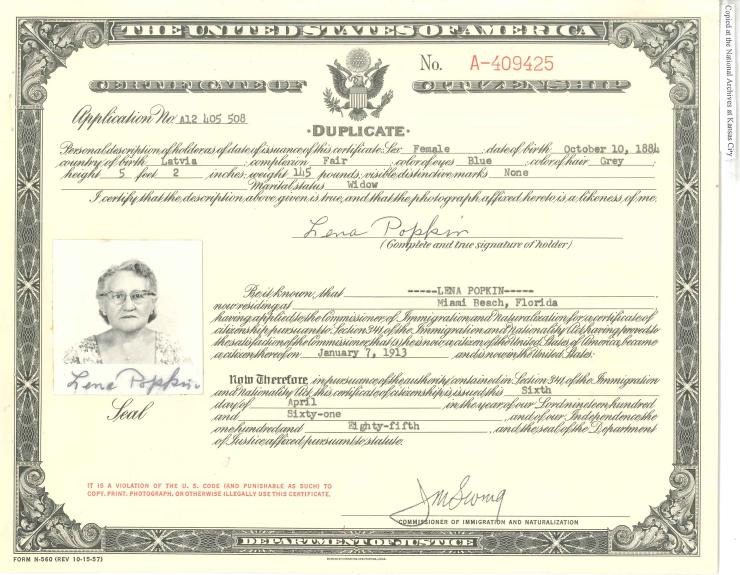 THE UNITED STATES OF AMERICA
No. A-409425
CERTIFICATE OF CITIZENSHIP
Application No. A12 405 508
·DUPLICATE·
Personal description of holder as of date of issuance of this certificate: Sex Female ; date of birth October 10, 1884
country of birth Latvia ; complexion Fair ; color of eyes Blue ; color of hair Grey ;
height 5 feet 2 inches; weight 145 pounds; visible distinctive marks None
Marital status Widow
I certify that the description above given is true, and that the photograph affixed hereto is a likeness of me.
Lena Popkin
(Complete and true signature of holder)
Be it known, that -----LENA POPKIN----- ,
now residing at Miami Beach, Florida
having applied to the Commissioner of Immigration and Naturalization for a certificate of
citizenship pursuant to Section 341 of the Immigration and Nationality Act, having proved to
the satisfaction of the Commissioner, that (s)he is now a citizen of the United States of America, became
a citizen thereof on January 7, 1913 and is now in the United States.
Now Therefore, in pursuance of the authority contained in Section 341 of the Immigration
and Nationality Act, this certificate of citizenship is issued this Sixth
day of April in the year of our Lord nineteen hundred
and Sixty-one and of our Independence the
one hundred and Eighty-fifth , and the seal of the Department
of Justice affixed pursuant to statute.
Lena Popkin
Seal
IT IS A VIOLATION OF THE U. S. CODE (AND PUNISHABLE AS SUCH) TO
COPY, PRINT, PHOTOGRAPH, OR OTHERWISE ILLEGALLY USE THIS CERTIFICATE.
J M Swing
COMMISSIONER OF IMMIGRATION AND NATURALIZATION
DEPARTMENT OF JUSTICE
FORM N-560 (REV 10-15-57)
Copied at the National Archives at Kansas City